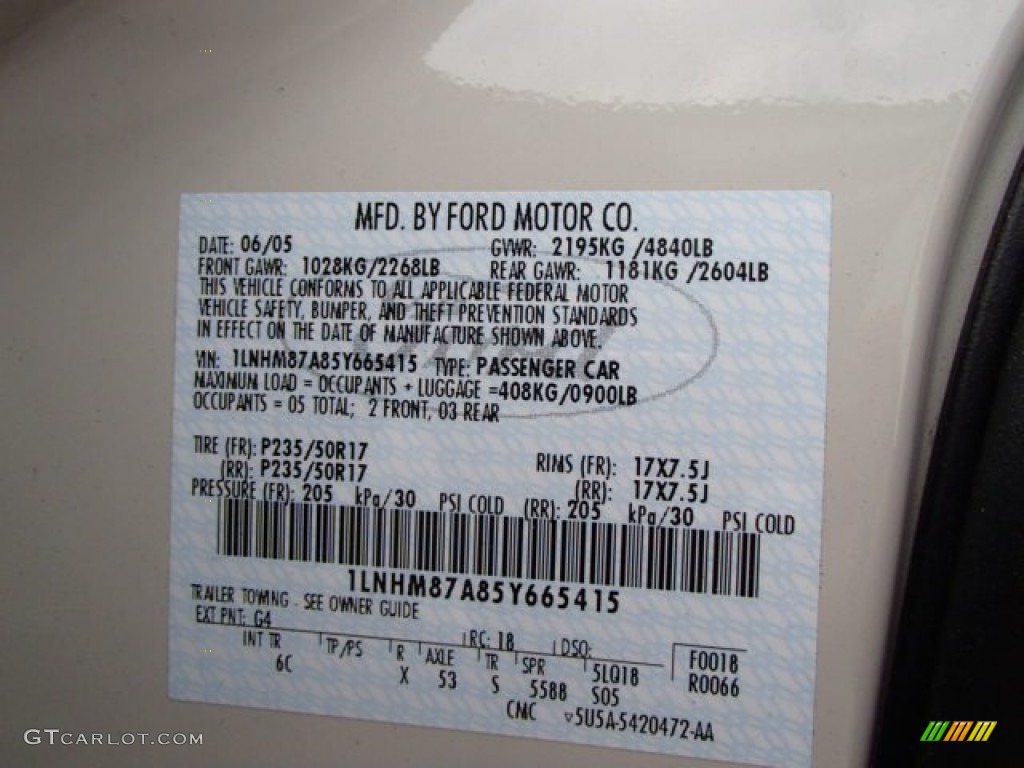 MFD. BY FORD MOTOR CO.
DATE: 06/05 GVWR: 2195KG /4840LB
FRONT GAWR: 1028KG/2268LB REAR GAWR: 1181KG /2604LB
THIS VEHICLE CONFORMS TO ALL APPLICABLE FEDERAL MOTOR
VEHICLE SAFETY, BUMPER, AND THEFT PREVENTION STANDARDS
IN EFFECT ON THE DATE OF MANUFACTURE SHOWN ABOVE.
VIN: 1LNHM87A85Y665415 TYPE: PASSENGER CAR
MAXIMUM LOAD = OCCUPANTS + LUGGAGE =408KG/0900LB
OCCUPANTS = 05 TOTAL; 2 FRONT, 03 REAR
TIRE (FR): P235/50R17 RIMS (FR): 17X7.5J
(RR): P235/50R17 (RR): 17X7.5J
PRESSURE (FR): 205 kPa/30 PSI COLD (RR): 205 kPa/30 PSI COLD
1LNHM87A85Y665415
TRAILER TOWING - SEE OWNER GUIDE
EXT PNT: G4 RC: 18 DSO: F0018
INT TR TP/PS R AXLE TR SPR 5LQ18 R0066
6C X 53 S 5588 S05
CMC ▿5U5A-5420472-AA
GTCARLOT.COM